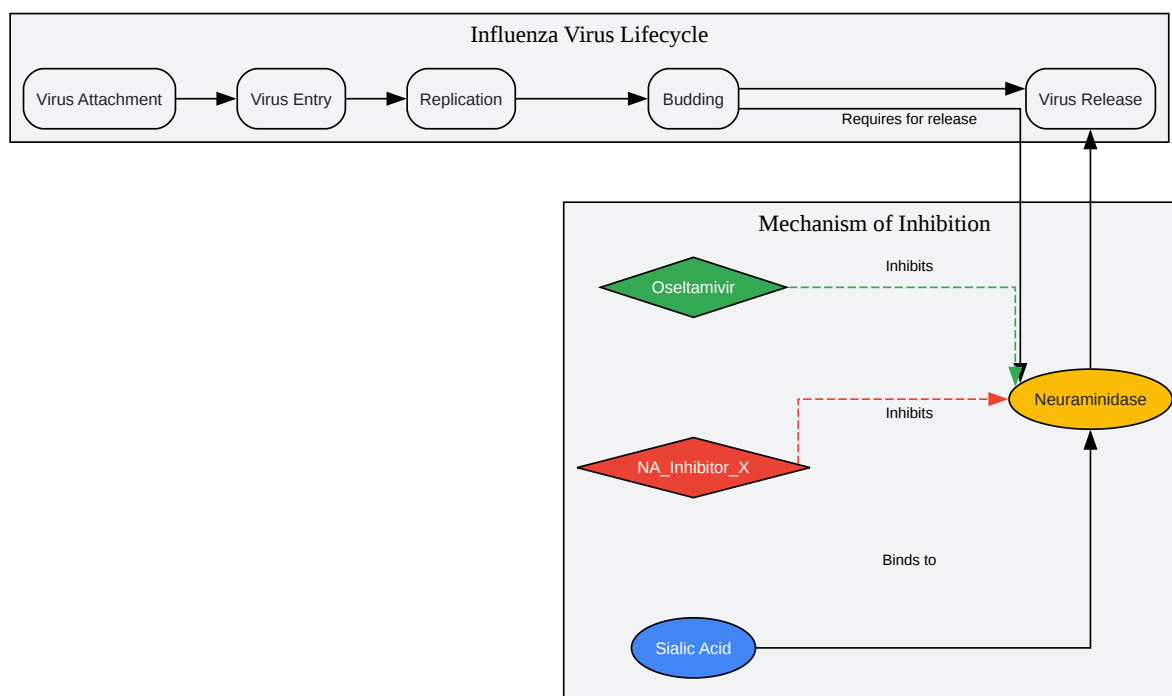 Influenza Virus Lifecycle
Virus Attachment
Virus Entry
Replication
Budding
Virus Release
Requires for release
Mechanism of Inhibition
Inhibits
Oseltamivir
Neuraminidase
Inhibits
NA_Inhibitor_X
Binds to
Sialic Acid